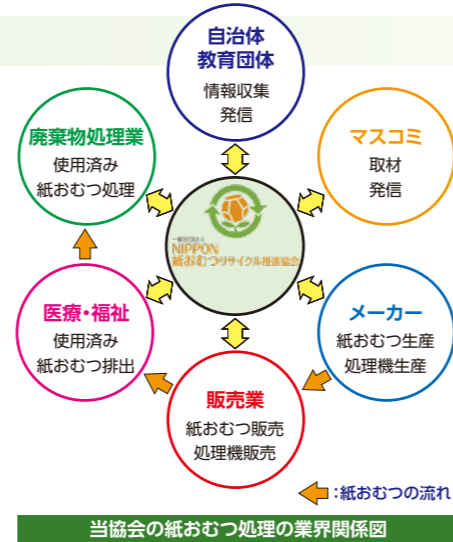 自治体
教育団体
情報収集
発信
廃棄物処理業
使用済み
紙おむつ処理
マスコミ
取材
発信
一般社団法人
NIPPON
紙おむつリサイクル推進協会
医療・福祉
使用済み
紙おむつ排出
メーカー
紙おむつ生産
処理機生産
販売業
紙おむつ販売
処理機販売
：紙おむつの流れ
当協会の紙おむつ処理の業界関係図